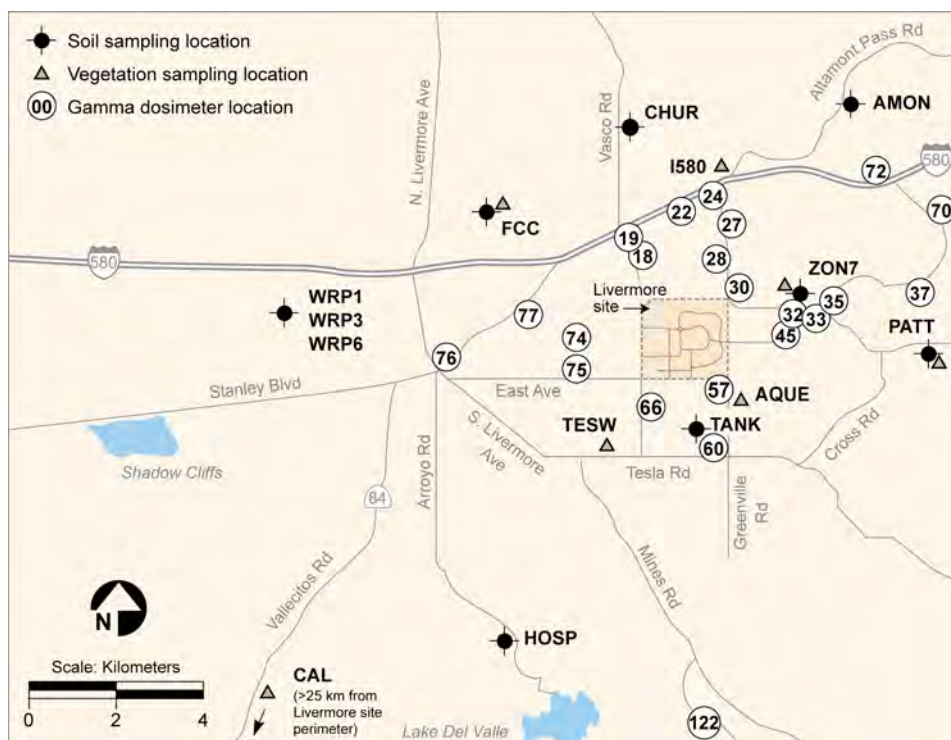 Soil sampling location
Vegetation sampling location
00 Gamma dosimeter location
N. Livermore Ave
Vasco Rd
Altamont Pass Rd
CHUR
AMON
I580
72
580
24
22
27
70
FCC
19
18
28
580
ZON7
30
35
37
Livermore
site
32
33
WRP1
WRP3
WRP6
77
74
45
PATT
76
75
Stanley Blvd
East Ave
57
AQUE
66
TESW
TANK
60
Shadow Cliffs
S. Livermore
Ave
Tesla Rd
Cross Rd
84
Arroyo Rd
Greenville
Rd
Vallecitos Rd
Mines Rd
N
HOSP
Scale: Kilometers
0 2 4
CAL
(>25 km from
Livermore site
perimeter)
Lake Del Valle
122